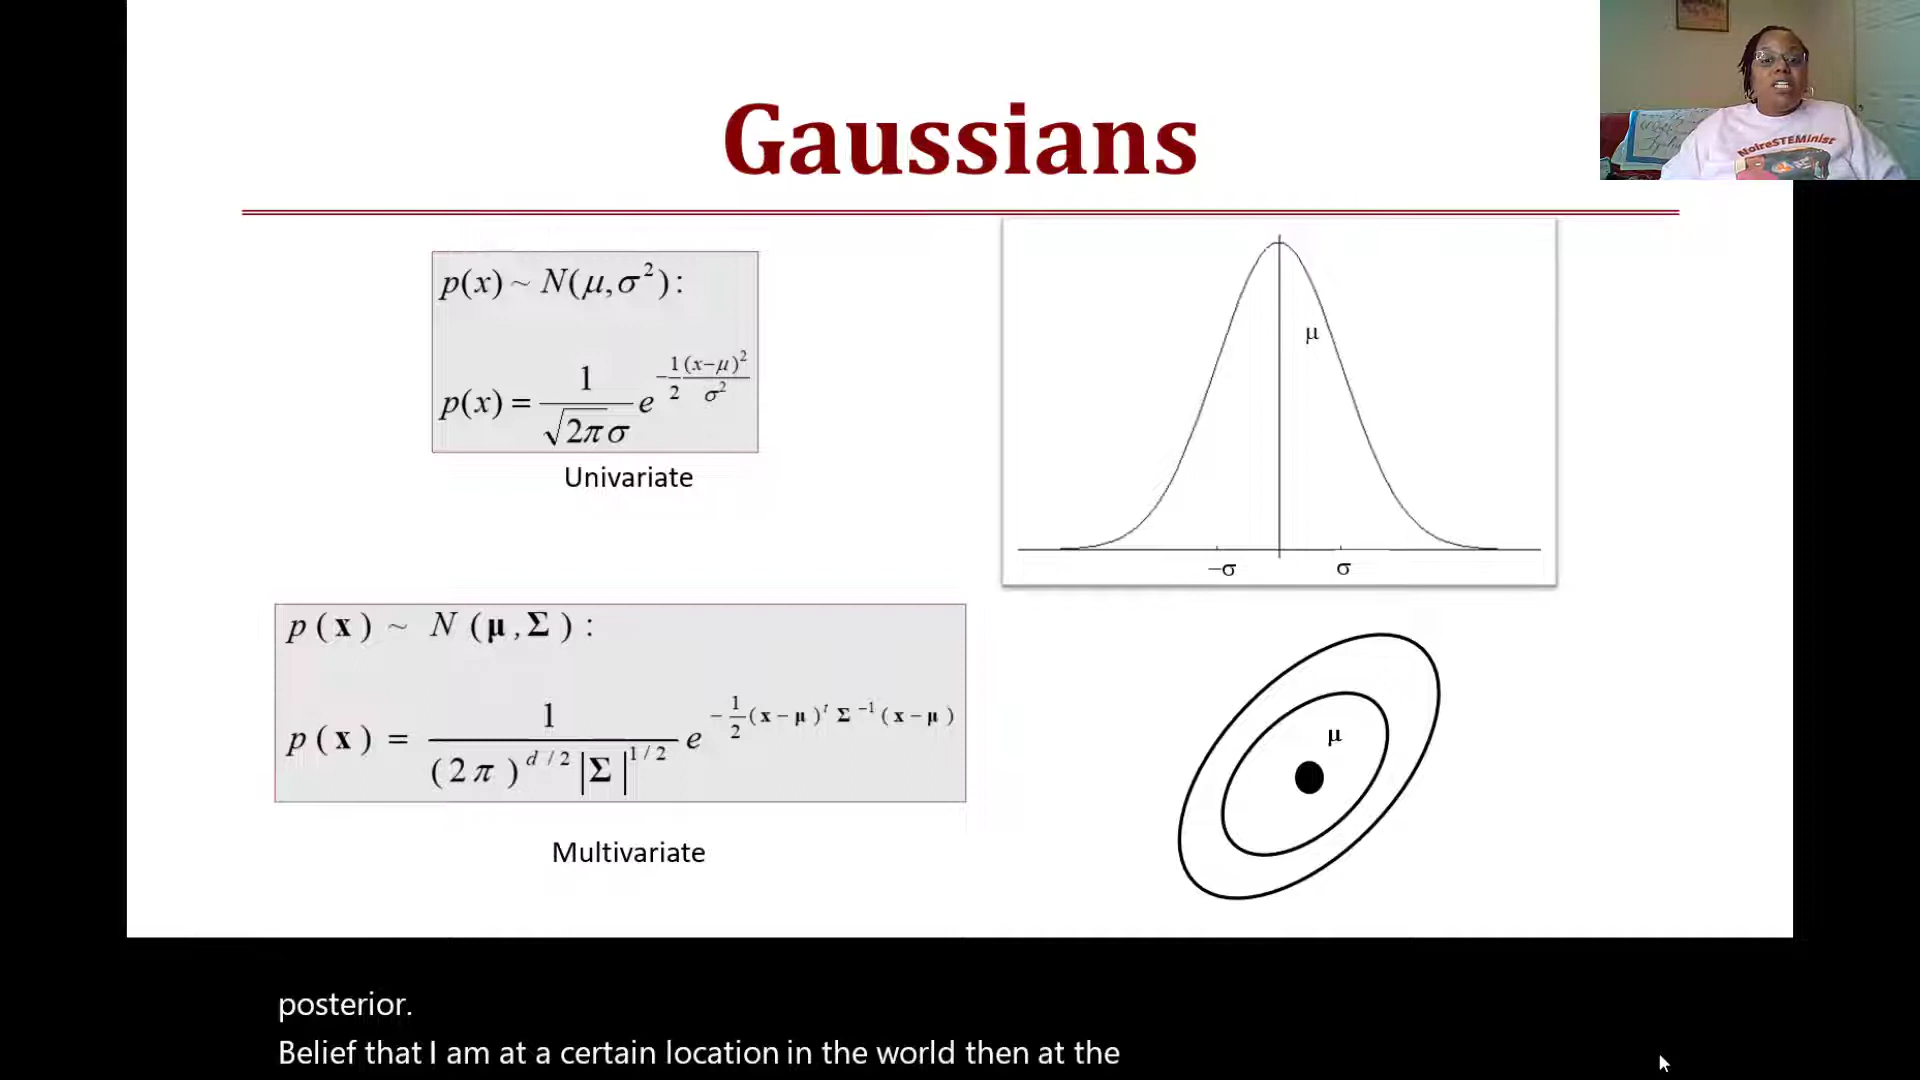 Gaussians
NoireSTEMinist
p(x) ~ N(μ,σ²):
p(x) = 1/(√2π σ) e^(-1/2 (x-μ)²/σ²)
Univariate
μ
-σ σ
p(x) ~ N(μ,Σ):
p(x) = 1/((2π)^(d/2) |Σ|^(1/2)) e^(-1/2 (x-μ)^t Σ^-1 (x-μ))
Multivariate
μ
posterior.
Belief that I am at a certain location in the world then at the